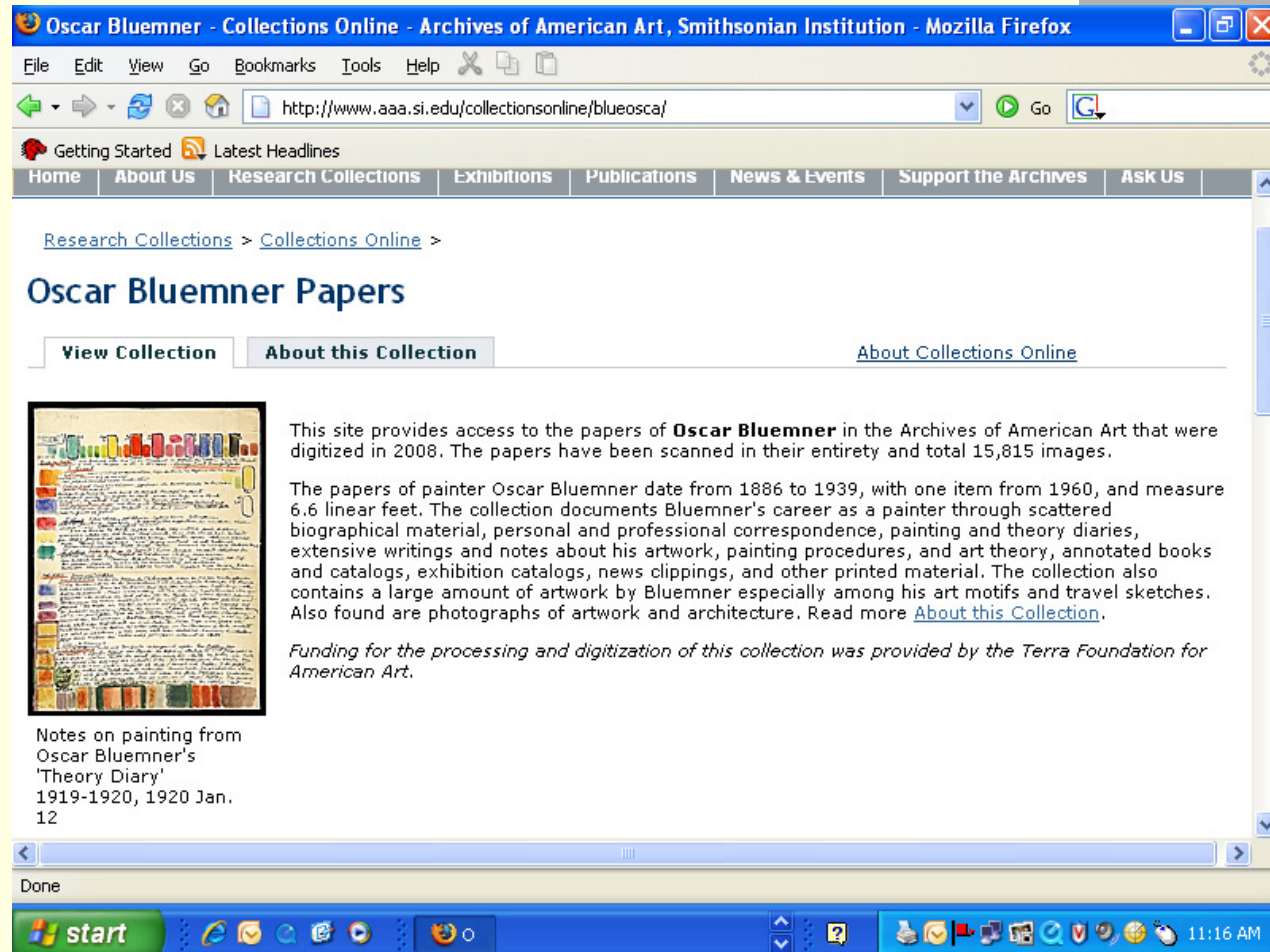 Oscar Bluemner - Collections Online - Archives of American Art, Smithsonian Institution - Mozilla Firefox
File Edit View Go Bookmarks Tools Help
http://www.aaa.si.edu/collectionsonline/blueosca/ Go G
Getting Started Latest Headlines
Home About Us Research Collections Exhibitions Publications News & Events Support the Archives Ask Us
Research Collections > Collections Online >
Oscar Bluemner Papers
View Collection About this Collection About Collections Online
This site provides access to the papers of Oscar Bluemner in the Archives of American Art that were
digitized in 2008. The papers have been scanned in their entirety and total 15,815 images.
The papers of painter Oscar Bluemner date from 1886 to 1939, with one item from 1960, and measure
6.6 linear feet. The collection documents Bluemner's career as a painter through scattered
biographical material, personal and professional correspondence, painting and theory diaries,
extensive writings and notes about his artwork, painting procedures, and art theory, annotated books
and catalogs, exhibition catalogs, news clippings, and other printed material. The collection also
contains a large amount of artwork by Bluemner especially among his art motifs and travel sketches.
Also found are photographs of artwork and architecture. Read more About this Collection.
Funding for the processing and digitization of this collection was provided by the Terra Foundation for
American Art.
Notes on painting from
Oscar Bluemner's
'Theory Diary'
1919-1920, 1920 Jan.
12
Done
start O 11:16 AM